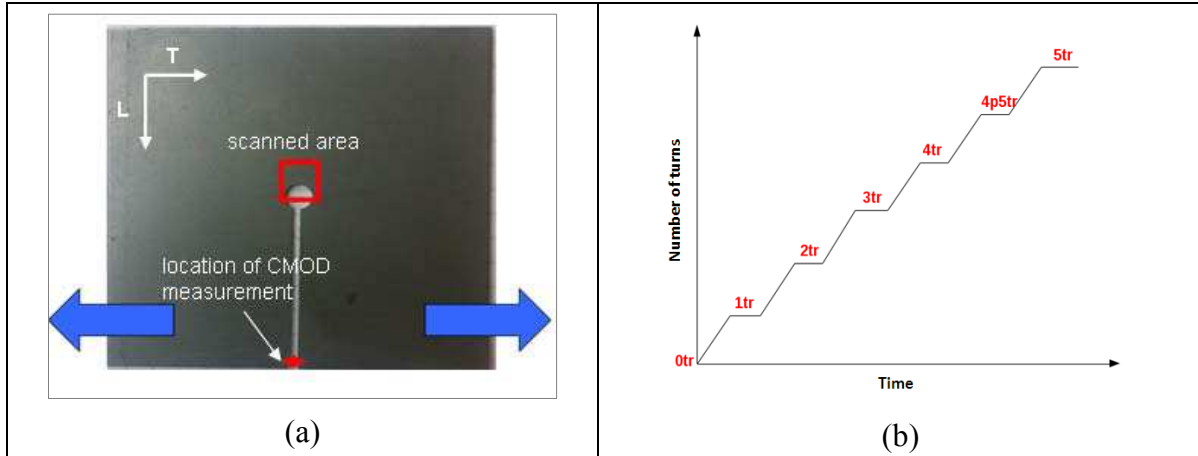 T
L
scanned area
location of CMOD
measurement
(a)
Number of turns
0tr
1tr
2tr
3tr
4tr
4p5tr
5tr
Time
(b)